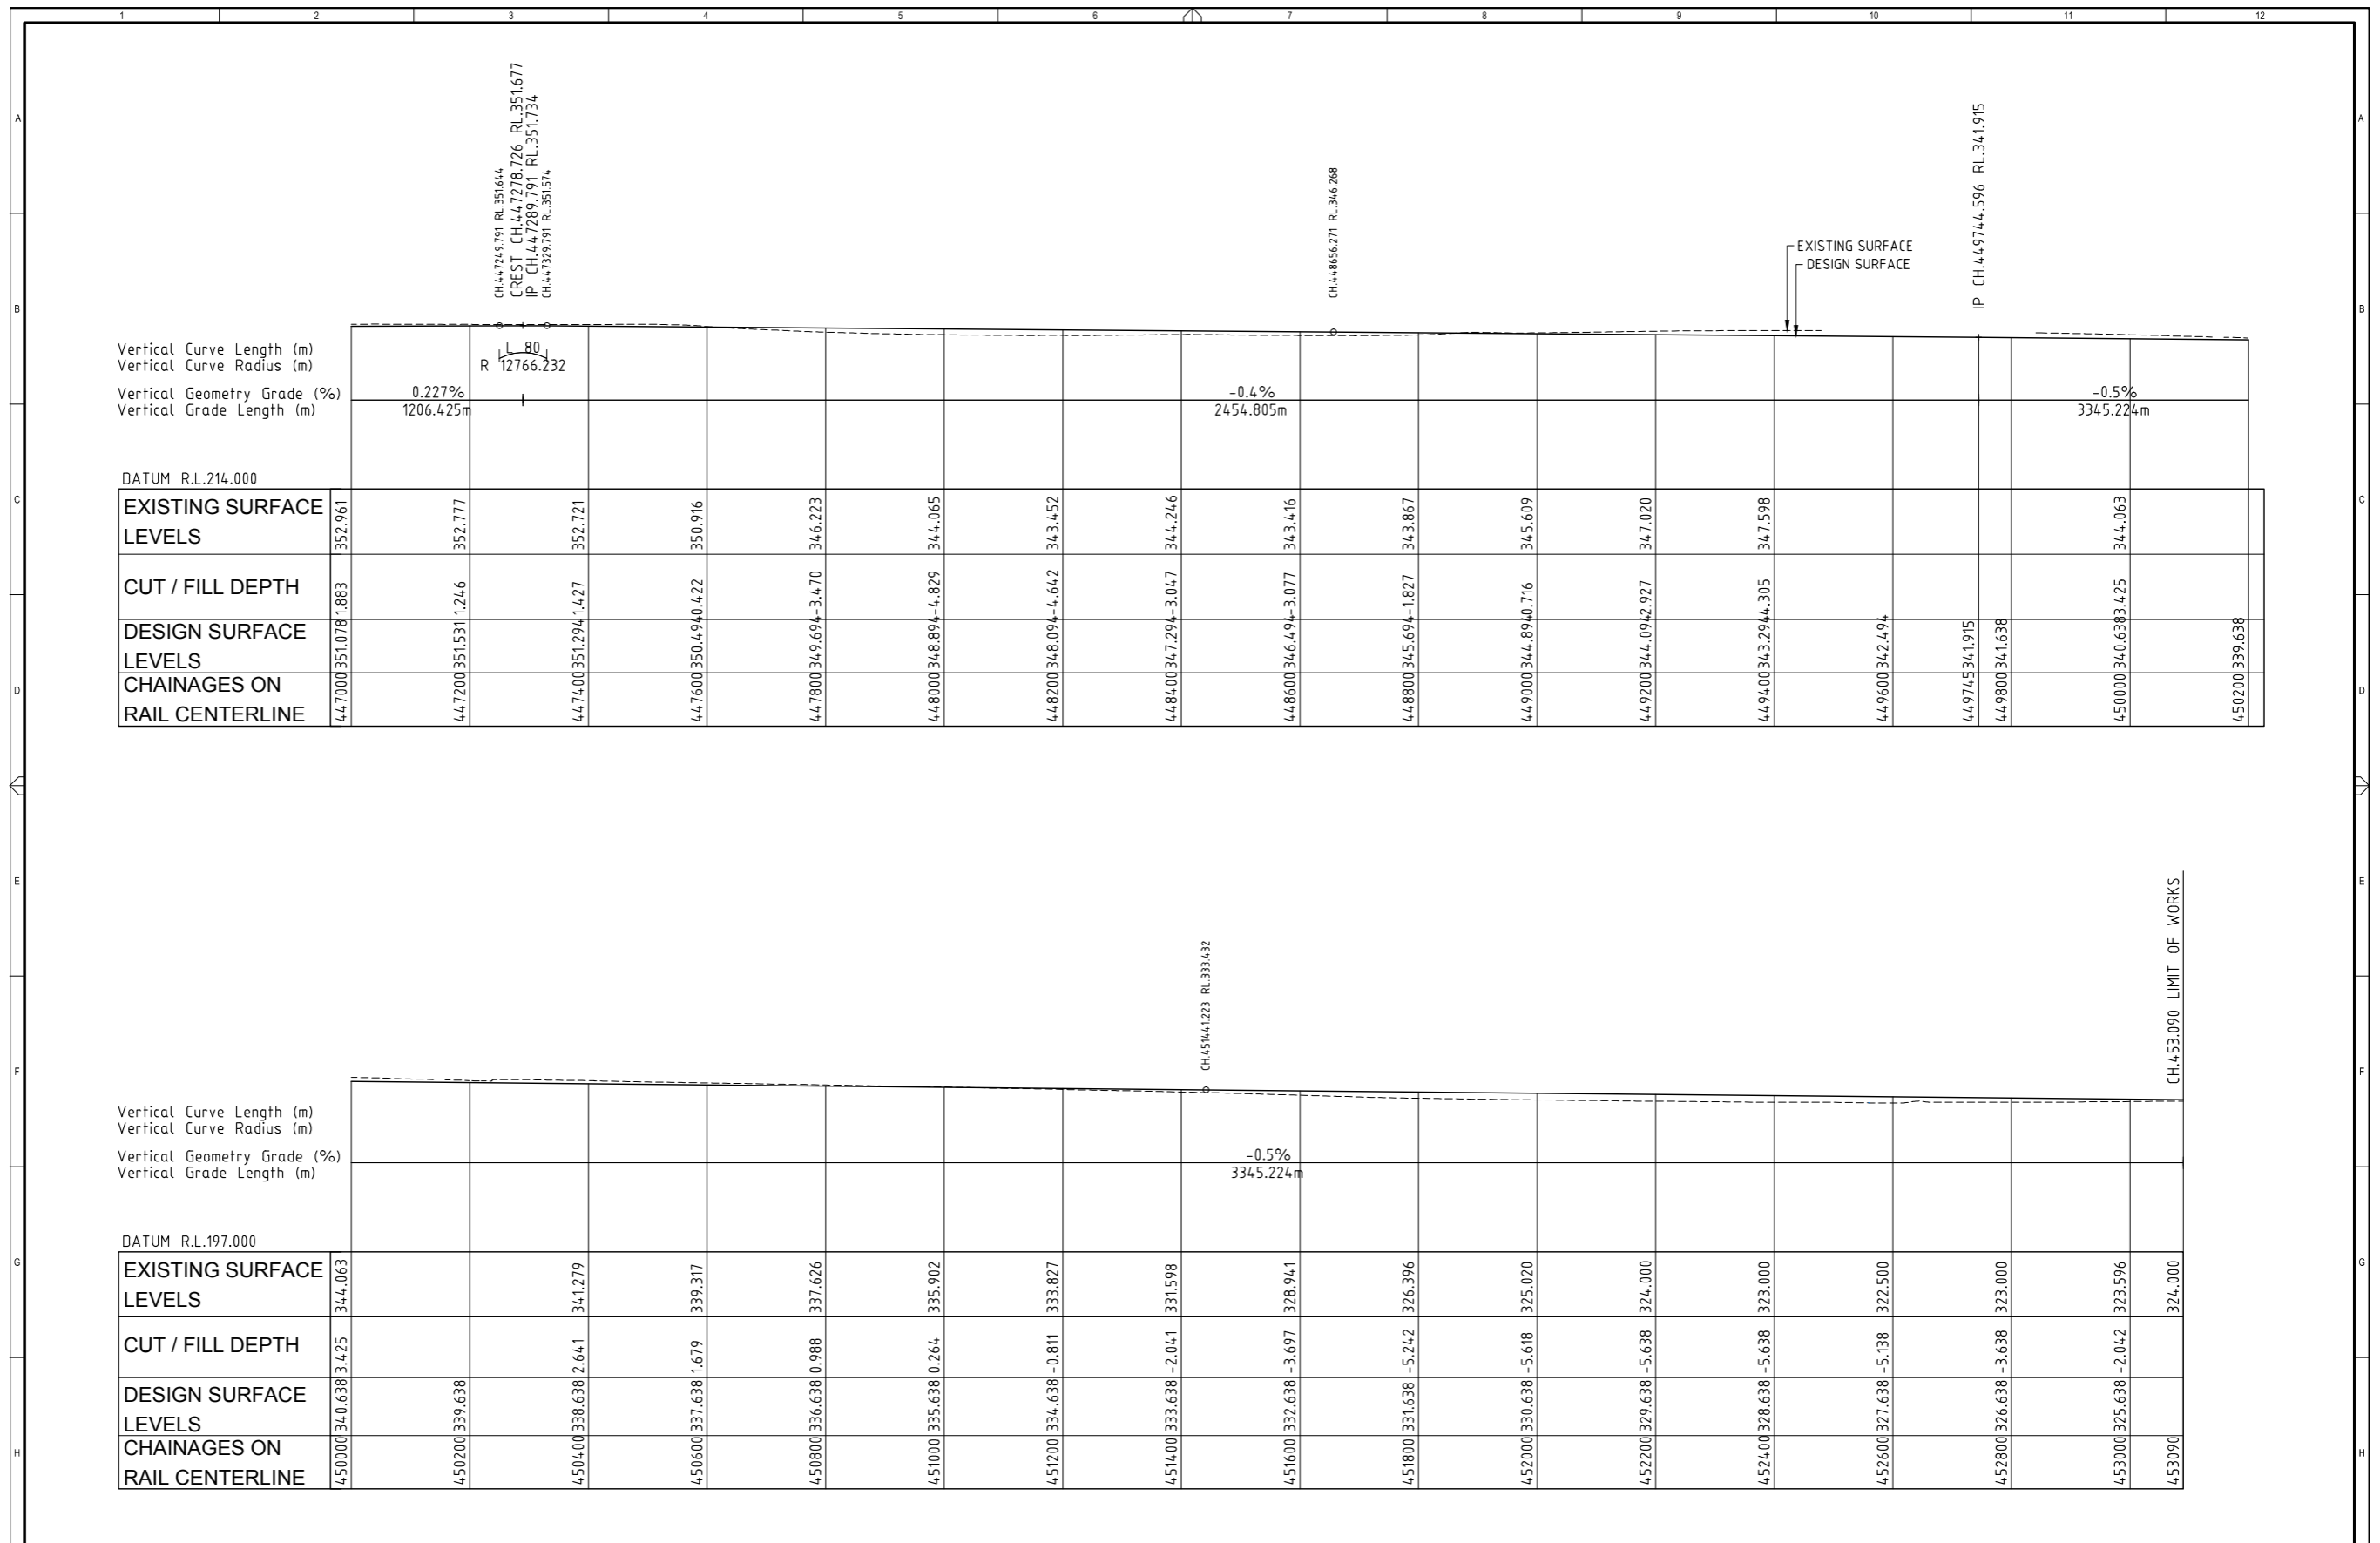 1 2 3 4 5 6 7 8 9 10 11 12
A A
B B
C C
D D
E E
F F
G G
H H
CH.447249.791 RL.351.644
CREST CH.447278.726 RL.351.677
IP CH.447289.791 RL.351.734
CH.447329.791 RL.351.574
CH.448656.271 RL.346.268
EXISTING SURFACE
DESIGN SURFACE
IP CH.449744.596 RL.341.915
Vertical Curve Length (m) L 80
Vertical Curve Radius (m) R 12766.232
Vertical Geometry Grade (%) 0.227% -0.4% -0.5%
Vertical Grade Length (m) 1206.425m 2454.805m 3345.224m
DATUM R.L.214.000
EXISTING SURFACE
LEVELS
352.961 352.777 352.721 350.916 346.223 344.065 343.452 344.246 343.416 343.867 345.609 347.020 347.598 344.063
CUT / FILL DEPTH
1.883 1.246 1.427 0.422 -3.470 -4.829 -4.642 -3.047 -3.077 -1.827 0.716 2.927 4.305 3.425
DESIGN SURFACE
LEVELS
351.078 351.531 351.294 350.494 349.694 348.894 348.094 347.294 346.494 345.694 344.894 344.094 343.294 342.494 341.915 341.638 340.638 339.638
CHAINAGES ON
RAIL CENTERLINE
447000 447200 447400 447600 447800 448000 448200 448400 448600 448800 449000 449200 449400 449600 449745 449800 450000 450200
CH.451441.223 RL.333.432
CH.453.090 LIMIT OF WORKS
Vertical Curve Length (m)
Vertical Curve Radius (m)
Vertical Geometry Grade (%) -0.5%
Vertical Grade Length (m) 3345.224m
DATUM R.L.197.000
EXISTING SURFACE
LEVELS
344.063 341.279 339.317 337.626 335.902 333.827 331.598 328.941 326.396 325.020 324.000 323.000 322.500 323.000 323.596 324.000
CUT / FILL DEPTH
3.425 2.641 1.679 0.988 0.264 -0.811 -2.041 -3.697 -5.242 -5.618 -5.638 -5.638 -5.138 -3.638 -2.042
DESIGN SURFACE
LEVELS
340.638 339.638 338.638 337.638 336.638 335.638 334.638 333.638 332.638 331.638 330.638 329.638 328.638 327.638 326.638 325.638
CHAINAGES ON
RAIL CENTERLINE
450000 450200 450400 450600 450800 451000 451200 451400 451600 451800 452000 452200 452400 452600 452800 453000 453090